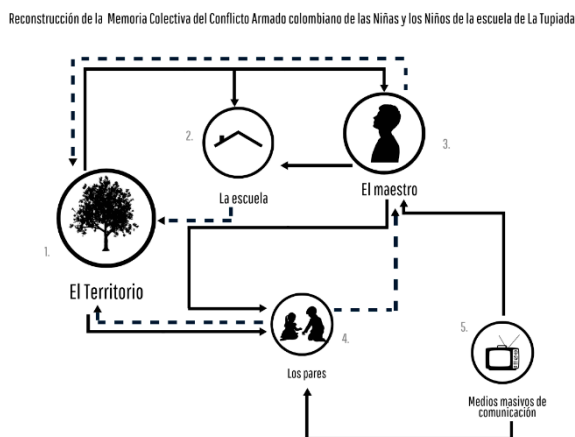 Reconstrucción de la Memoria Colectiva del Conflicto Armado colombiano de las Niñas y los Niños de la escuela de La Tupiada
2.
3.
La escuela
El maestro
1.
El Territorio
4.
5.
Los pares
Medios masivos de
comunicación